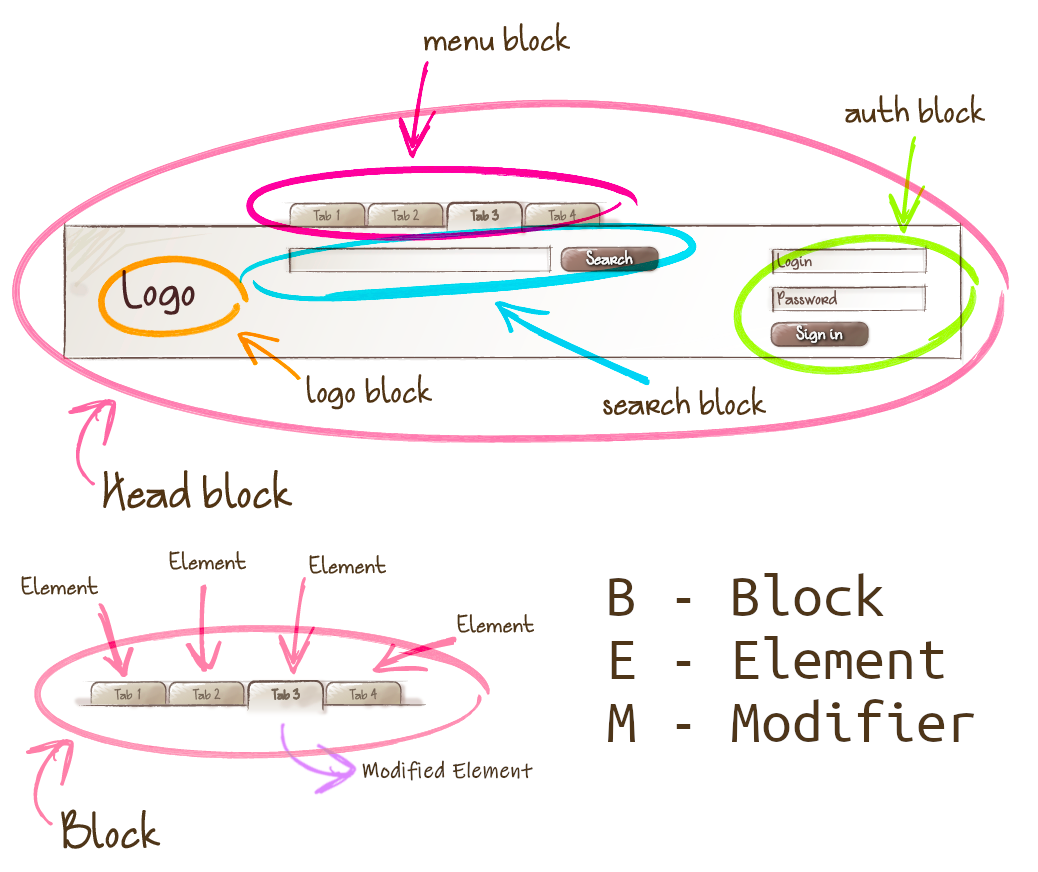 menu block
auth block
Tab 1
Tab 2
Tab 3
Tab 4
Search
Login
Logo
Password
Sign in
logo block
search block
Head block
Element
Element
Element
Element
Tab 1
Tab 2
Tab 3
Tab 4
Modified Element
Block
B - Block
E - Element
M - Modifier